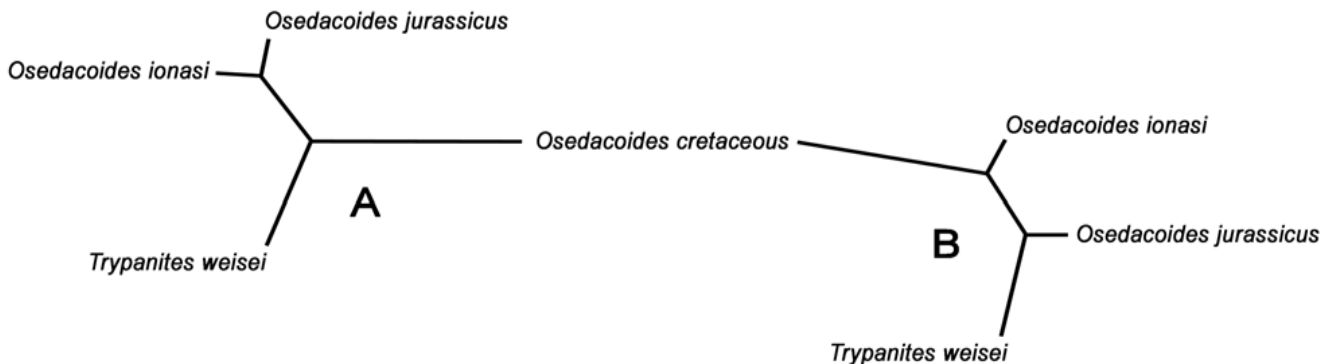 Osedacoides jurassicus
Osedacoides ionasi
Osedacoides cretaceous
Trypanites weisei
A
Osedacoides ionasi
Osedacoides jurassicus
B
Trypanites weisei